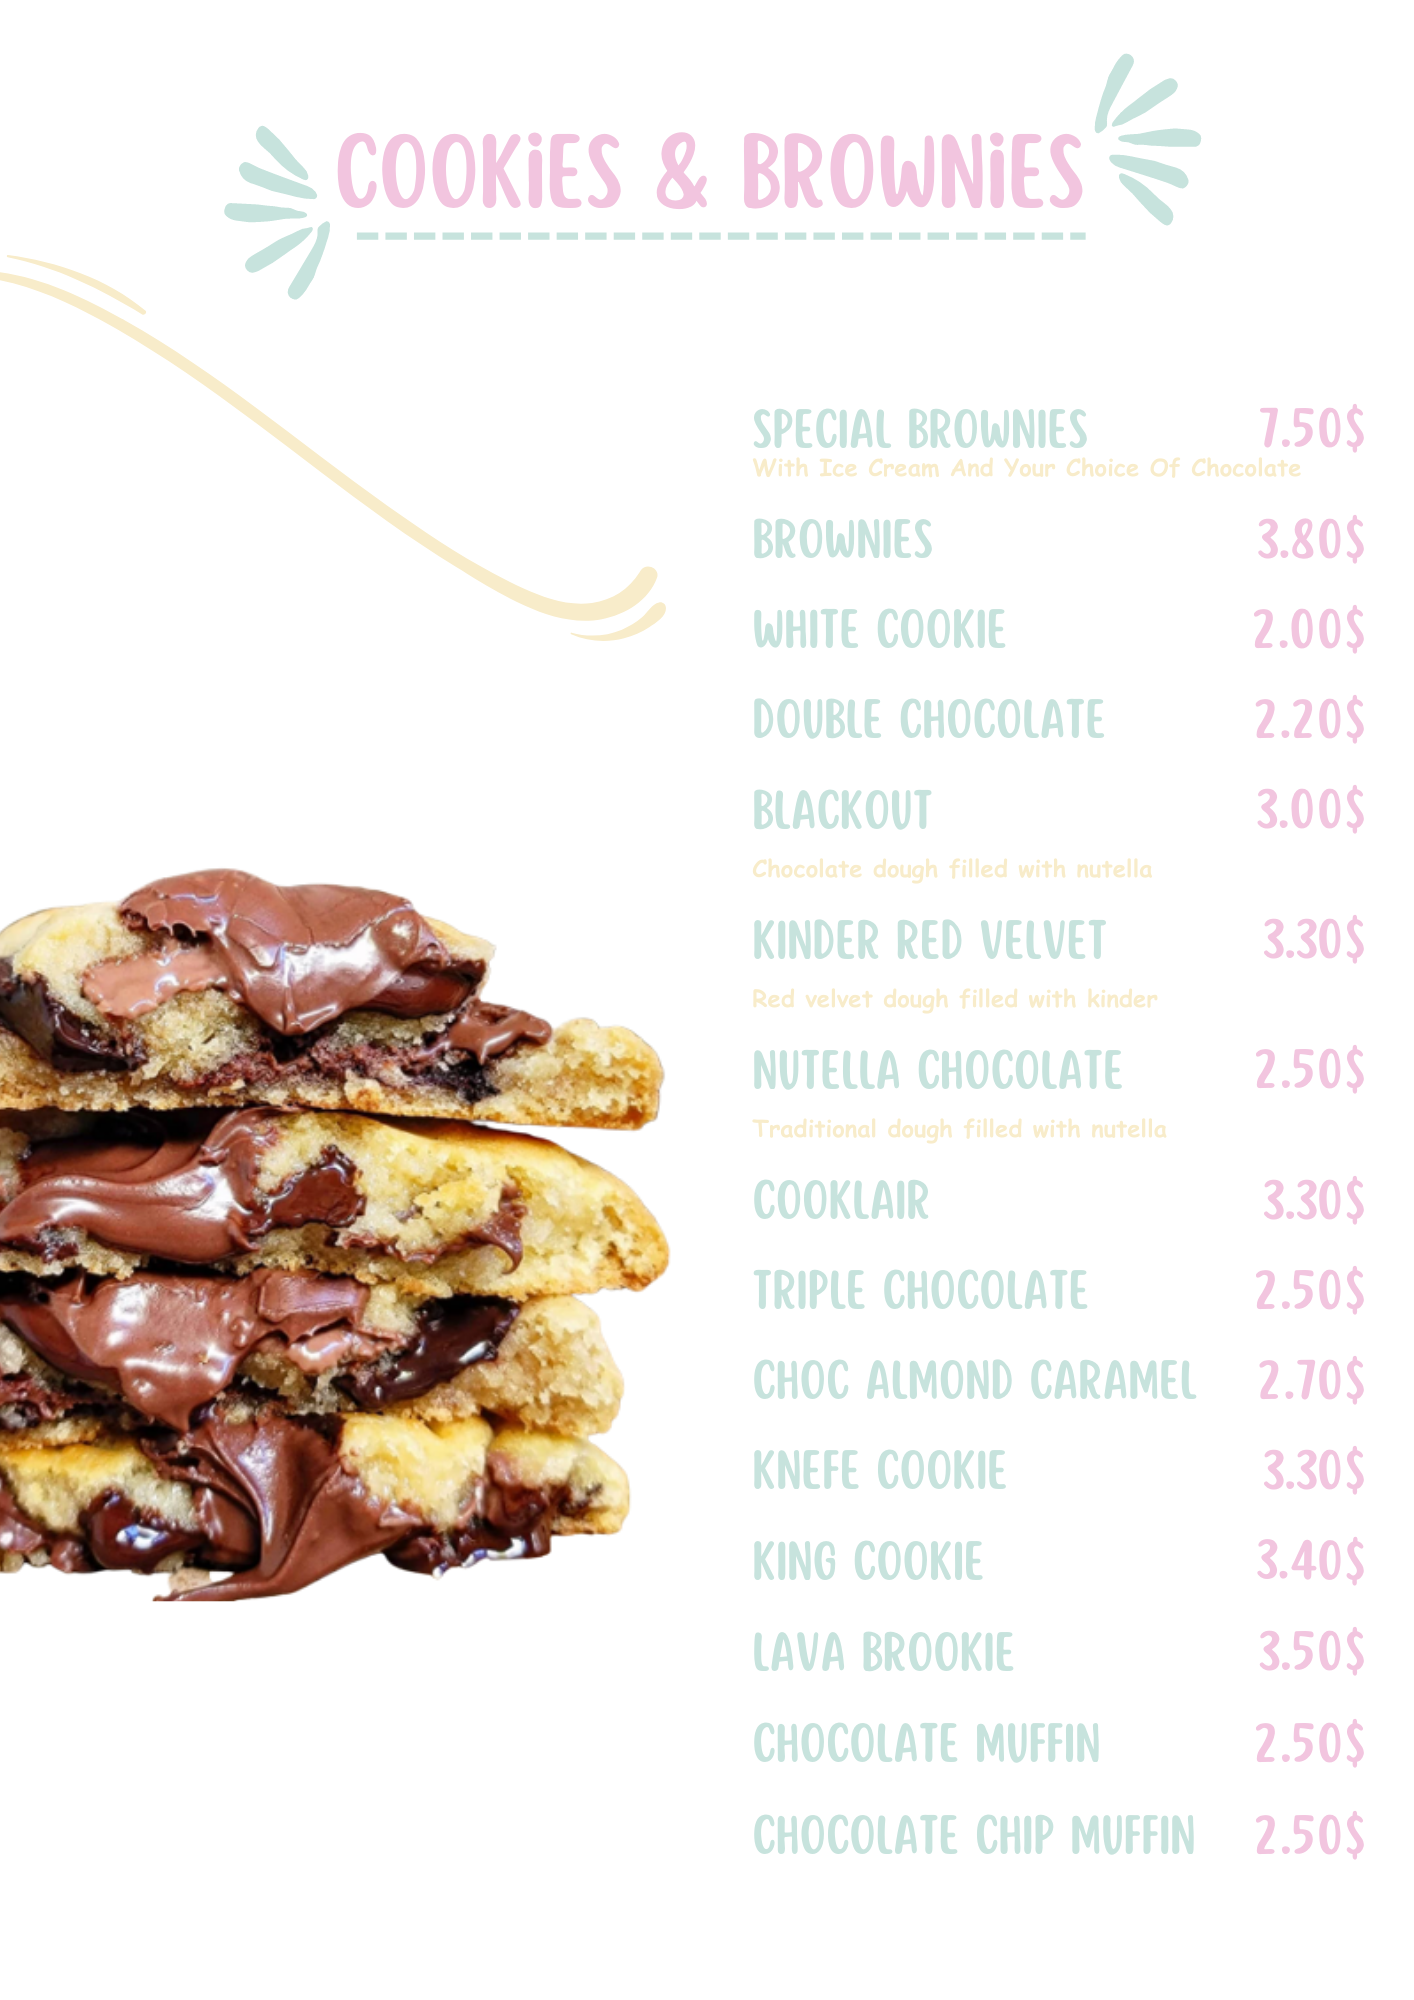 COOKIES & BROWNIES
SPECIAL BROWNIES 7.50$
With Ice Cream And Your Choice Of Chocolate
BROWNIES 3.80$
WHITE COOKIE 2.00$
DOUBLE CHOCOLATE 2.20$
BLACKOUT 3.00$
Chocolate dough filled with nutella
KINDER RED VELVET 3.30$
Red velvet dough filled with kinder
NUTELLA CHOCOLATE 2.50$
Traditional dough filled with nutella
COOKLAIR 3.30$
TRIPLE CHOCOLATE 2.50$
CHOC ALMOND CARAMEL 2.70$
KNEFE COOKIE 3.30$
KING COOKIE 3.40$
LAVA BROOKIE 3.50$
CHOCOLATE MUFFIN 2.50$
CHOCOLATE CHIP MUFFIN 2.50$